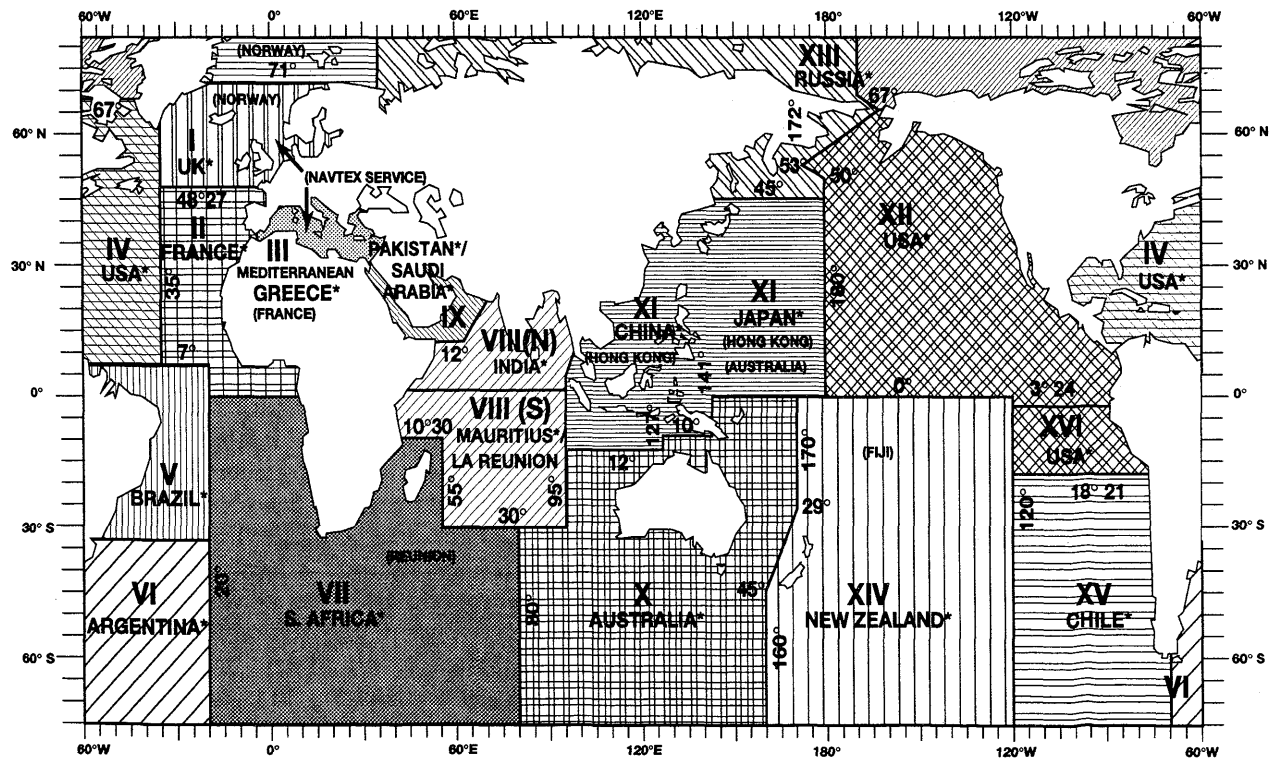 60°W 0° 60°E 120°E 180° 120°W 60°W
(NORWAY)
71°
XIII
RUSSIA*
67°
(NORWAY)
67°
172°
60° N
60° N
I
UK*
53°
50°
(NAVTEX SERVICE)
45°
48°27
II
FRANCE*
XII
USA*
IV
USA*
III
MEDITERRANEAN
GREECE*
(FRANCE)
PAKISTAN*/
SAUDI
ARABIA*
IV
USA*
30° N
30° N
35°
180°
IX
XI
CHINA*
(HONG KONG)
XI
JAPAN*
(HONG KONG)
(AUSTRALIA)
VIII(N)
INDIA*
7°
12°
141°
0°
0°
3° 24
0°
VIII (S)
MAURITIUS*/
LA REUNION
10°30
127°
10°
XVI
USA*
170°
(FIJI)
12°
V
BRAZIL*
55°
95°
18° 21
120°
30° S
30°
29°
30° S
(REUNION)
20°
80°
45°
VI
ARGENTINA*
VII
S. AFRICA*
X
AUSTRALIA*
XIV
NEW ZEALAND*
XV
CHILE*
160°
60° S
60° S
VI
60°W 0° 60°E 120°E 180° 120°W 60°W